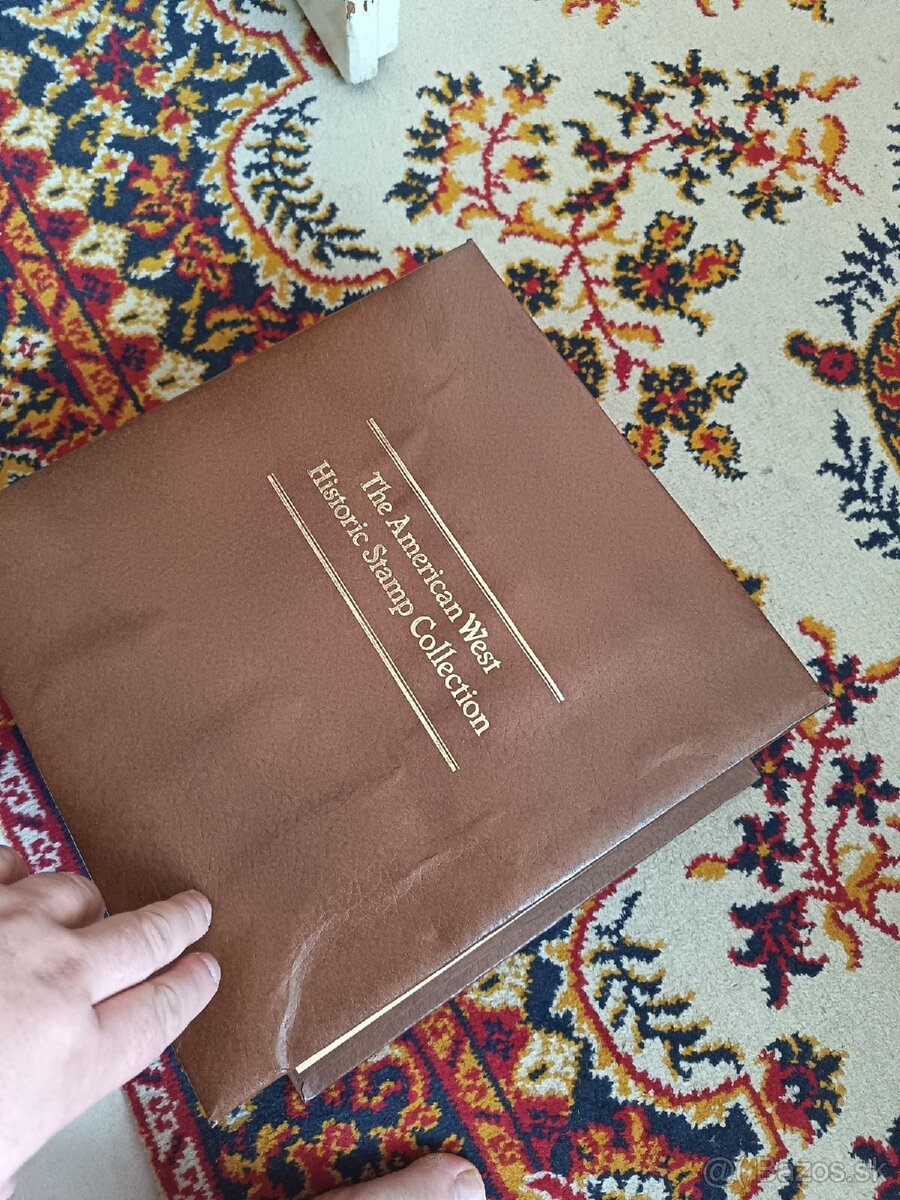 The American West
Historic Stamp Collection
Bazos.sk